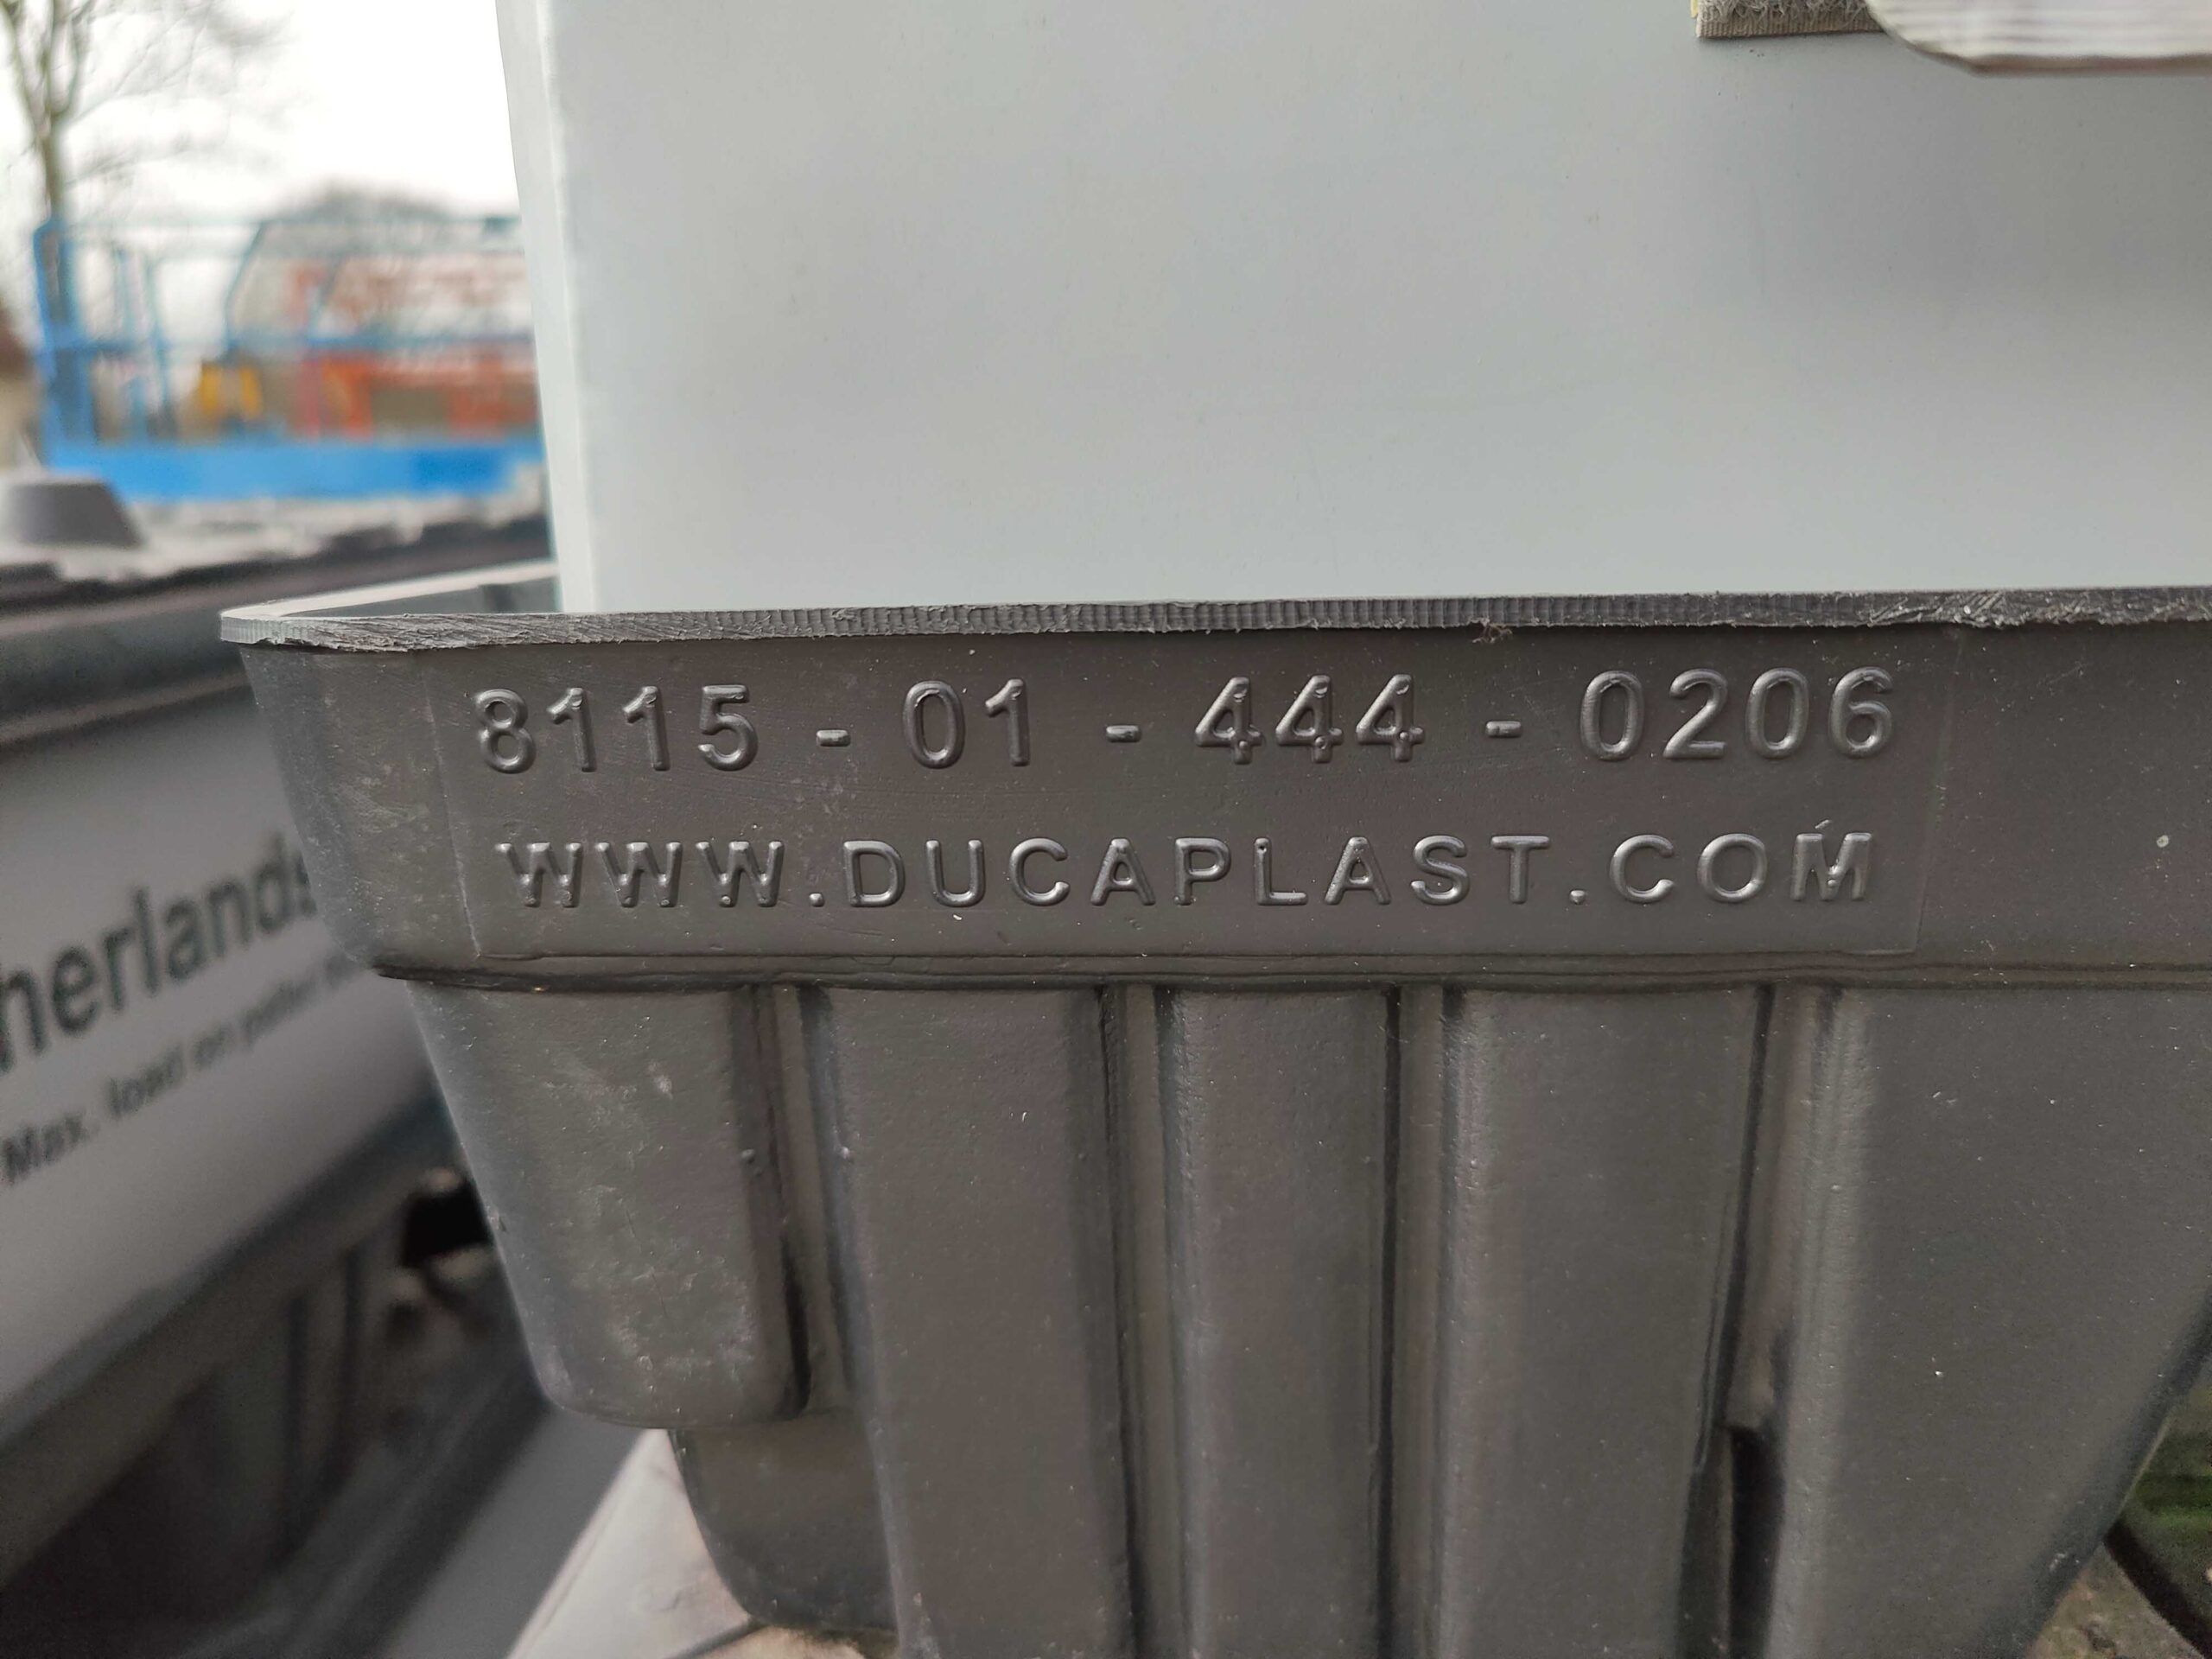 8115 - 01 - 444 - 0206
WWW.DUCAPLAST.COM
herlands
Max. load on pallet